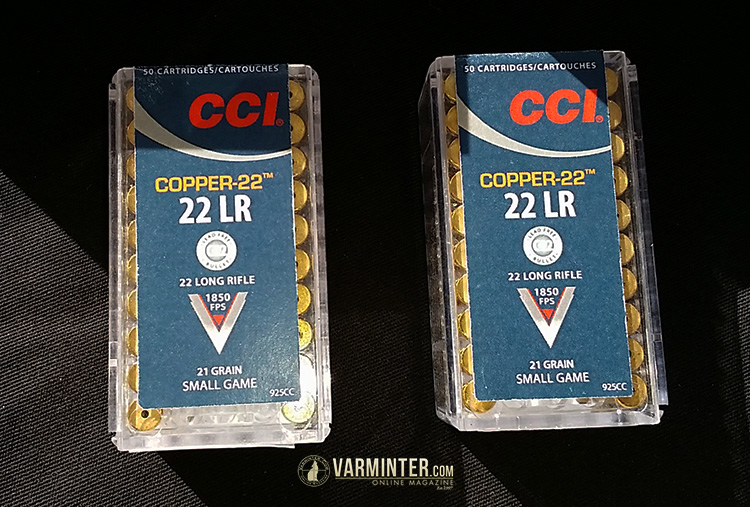 50 CARTRIDGES/CARTOUCHES
CCI®
COPPER-22™
22 LR
LEAD FREE
BULLET
22 LONG RIFLE
1850
FPS
21 GRAIN
SMALL GAME
925CC
50 CARTRIDGES/CARTOUCHES
CCI®
COPPER-22™
22 LR
LEAD FREE
BULLET
22 LONG RIFLE
1850
FPS
21 GRAIN
SMALL GAME
925CC
VARMINTER.COM
ONLINE MAGAZINE